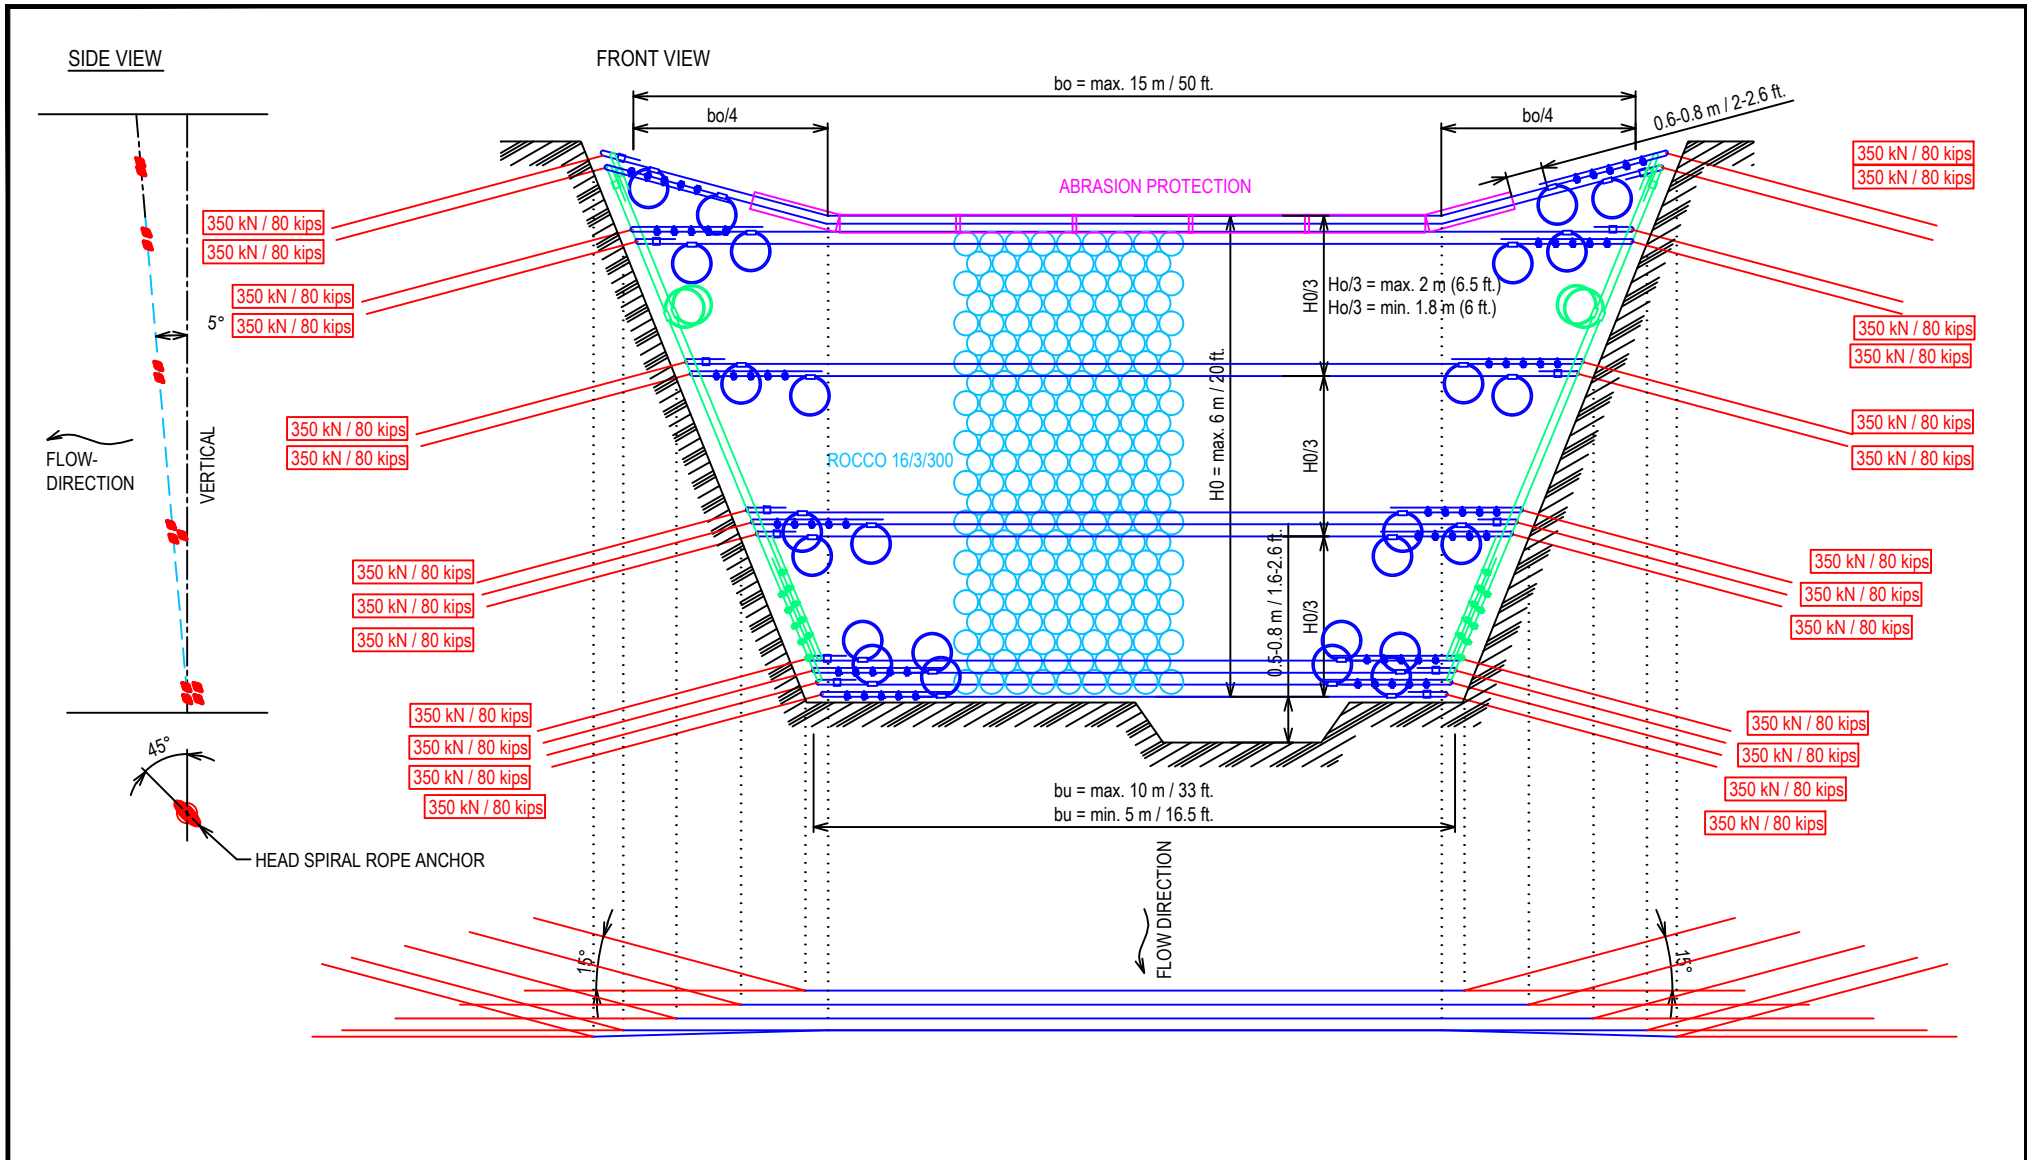 SIDE VIEW
FRONT VIEW
bo = max. 15 m / 50 ft.
bo/4
bo/4
0.6-0.8 m / 2-2.6 ft.
ABRASION PROTECTION
350 kN / 80 kips
350 kN / 80 kips
350 kN / 80 kips
350 kN / 80 kips
350 kN / 80 kips
350 kN / 80 kips
350 kN / 80 kips
350 kN / 80 kips
350 kN / 80 kips
350 kN / 80 kips
350 kN / 80 kips
350 kN / 80 kips
350 kN / 80 kips
5°
FLOW-
DIRECTION
VERTICAL
45°
HEAD SPIRAL ROPE ANCHOR
ROCCO 16/3/300
H0 = max. 6 m / 20 ft.
H0/3
Ho/3 = max. 2 m (6.5 ft.)
Ho/3 = min. 1.8 m (6 ft.)
H0/3
H0/3
0.5-0.8 m / 1.6-2.6 ft.
350 kN / 80 kips
350 kN / 80 kips
350 kN / 80 kips
350 kN / 80 kips
350 kN / 80 kips
350 kN / 80 kips
350 kN / 80 kips
350 kN / 80 kips
350 kN / 80 kips
350 kN / 80 kips
350 kN / 80 kips
350 kN / 80 kips
350 kN / 80 kips
bu = max. 10 m / 33 ft.
bu = min. 5 m / 16.5 ft.
FLOW DIRECTION
15°
15°